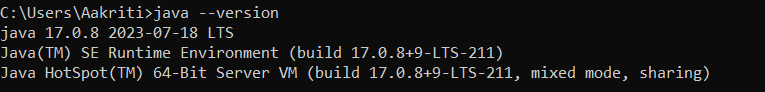 C:\Users\Aakriti>java --version
java 17.0.8 2023-07-18 LTS
Java(TM) SE Runtime Environment (build 17.0.8+9-LTS-211)
Java HotSpot(TM) 64-Bit Server VM (build 17.0.8+9-LTS-211, mixed mode, sharing)